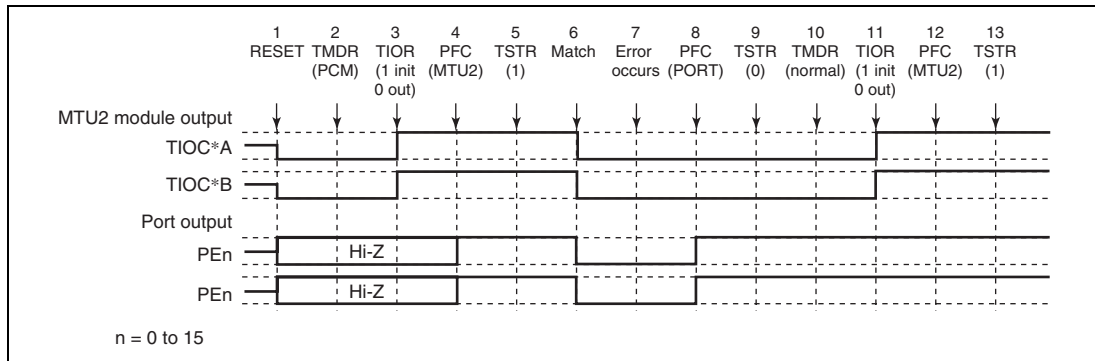 1 2 3 4 5 6 7 8 9 10 11 12 13
RESET TMDR TIOR PFC TSTR Match Error PFC TSTR TMDR TIOR PFC TSTR
(PCM) (1 init (MTU2) (1) occurs (PORT) (0) (normal) (1 init (MTU2) (1)
0 out) 0 out)
MTU2 module output
TIOC*A
TIOC*B
Port output
PEn Hi-Z
PEn Hi-Z
n = 0 to 15